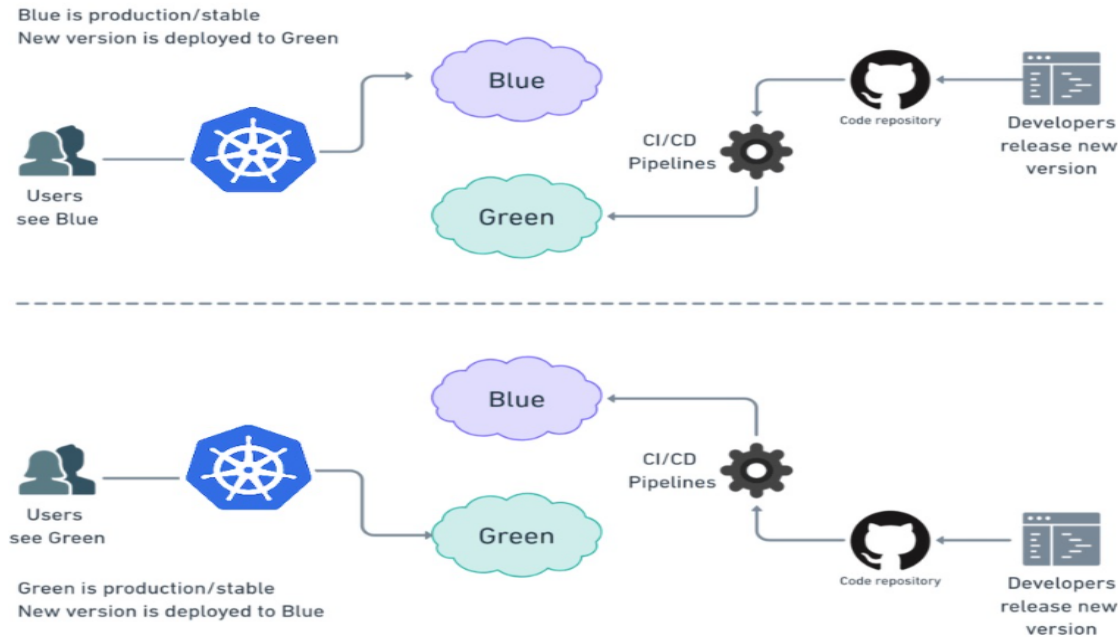 Blue is production/stable
New version is deployed to Green
Blue
Code repository
Developers
release new
version
CI/CD
Pipelines
Users
see Blue
Green
Blue
CI/CD
Pipelines
Users
see Green
Green
Code repository
Developers
release new
version
Green is production/stable
New version is deployed to Blue